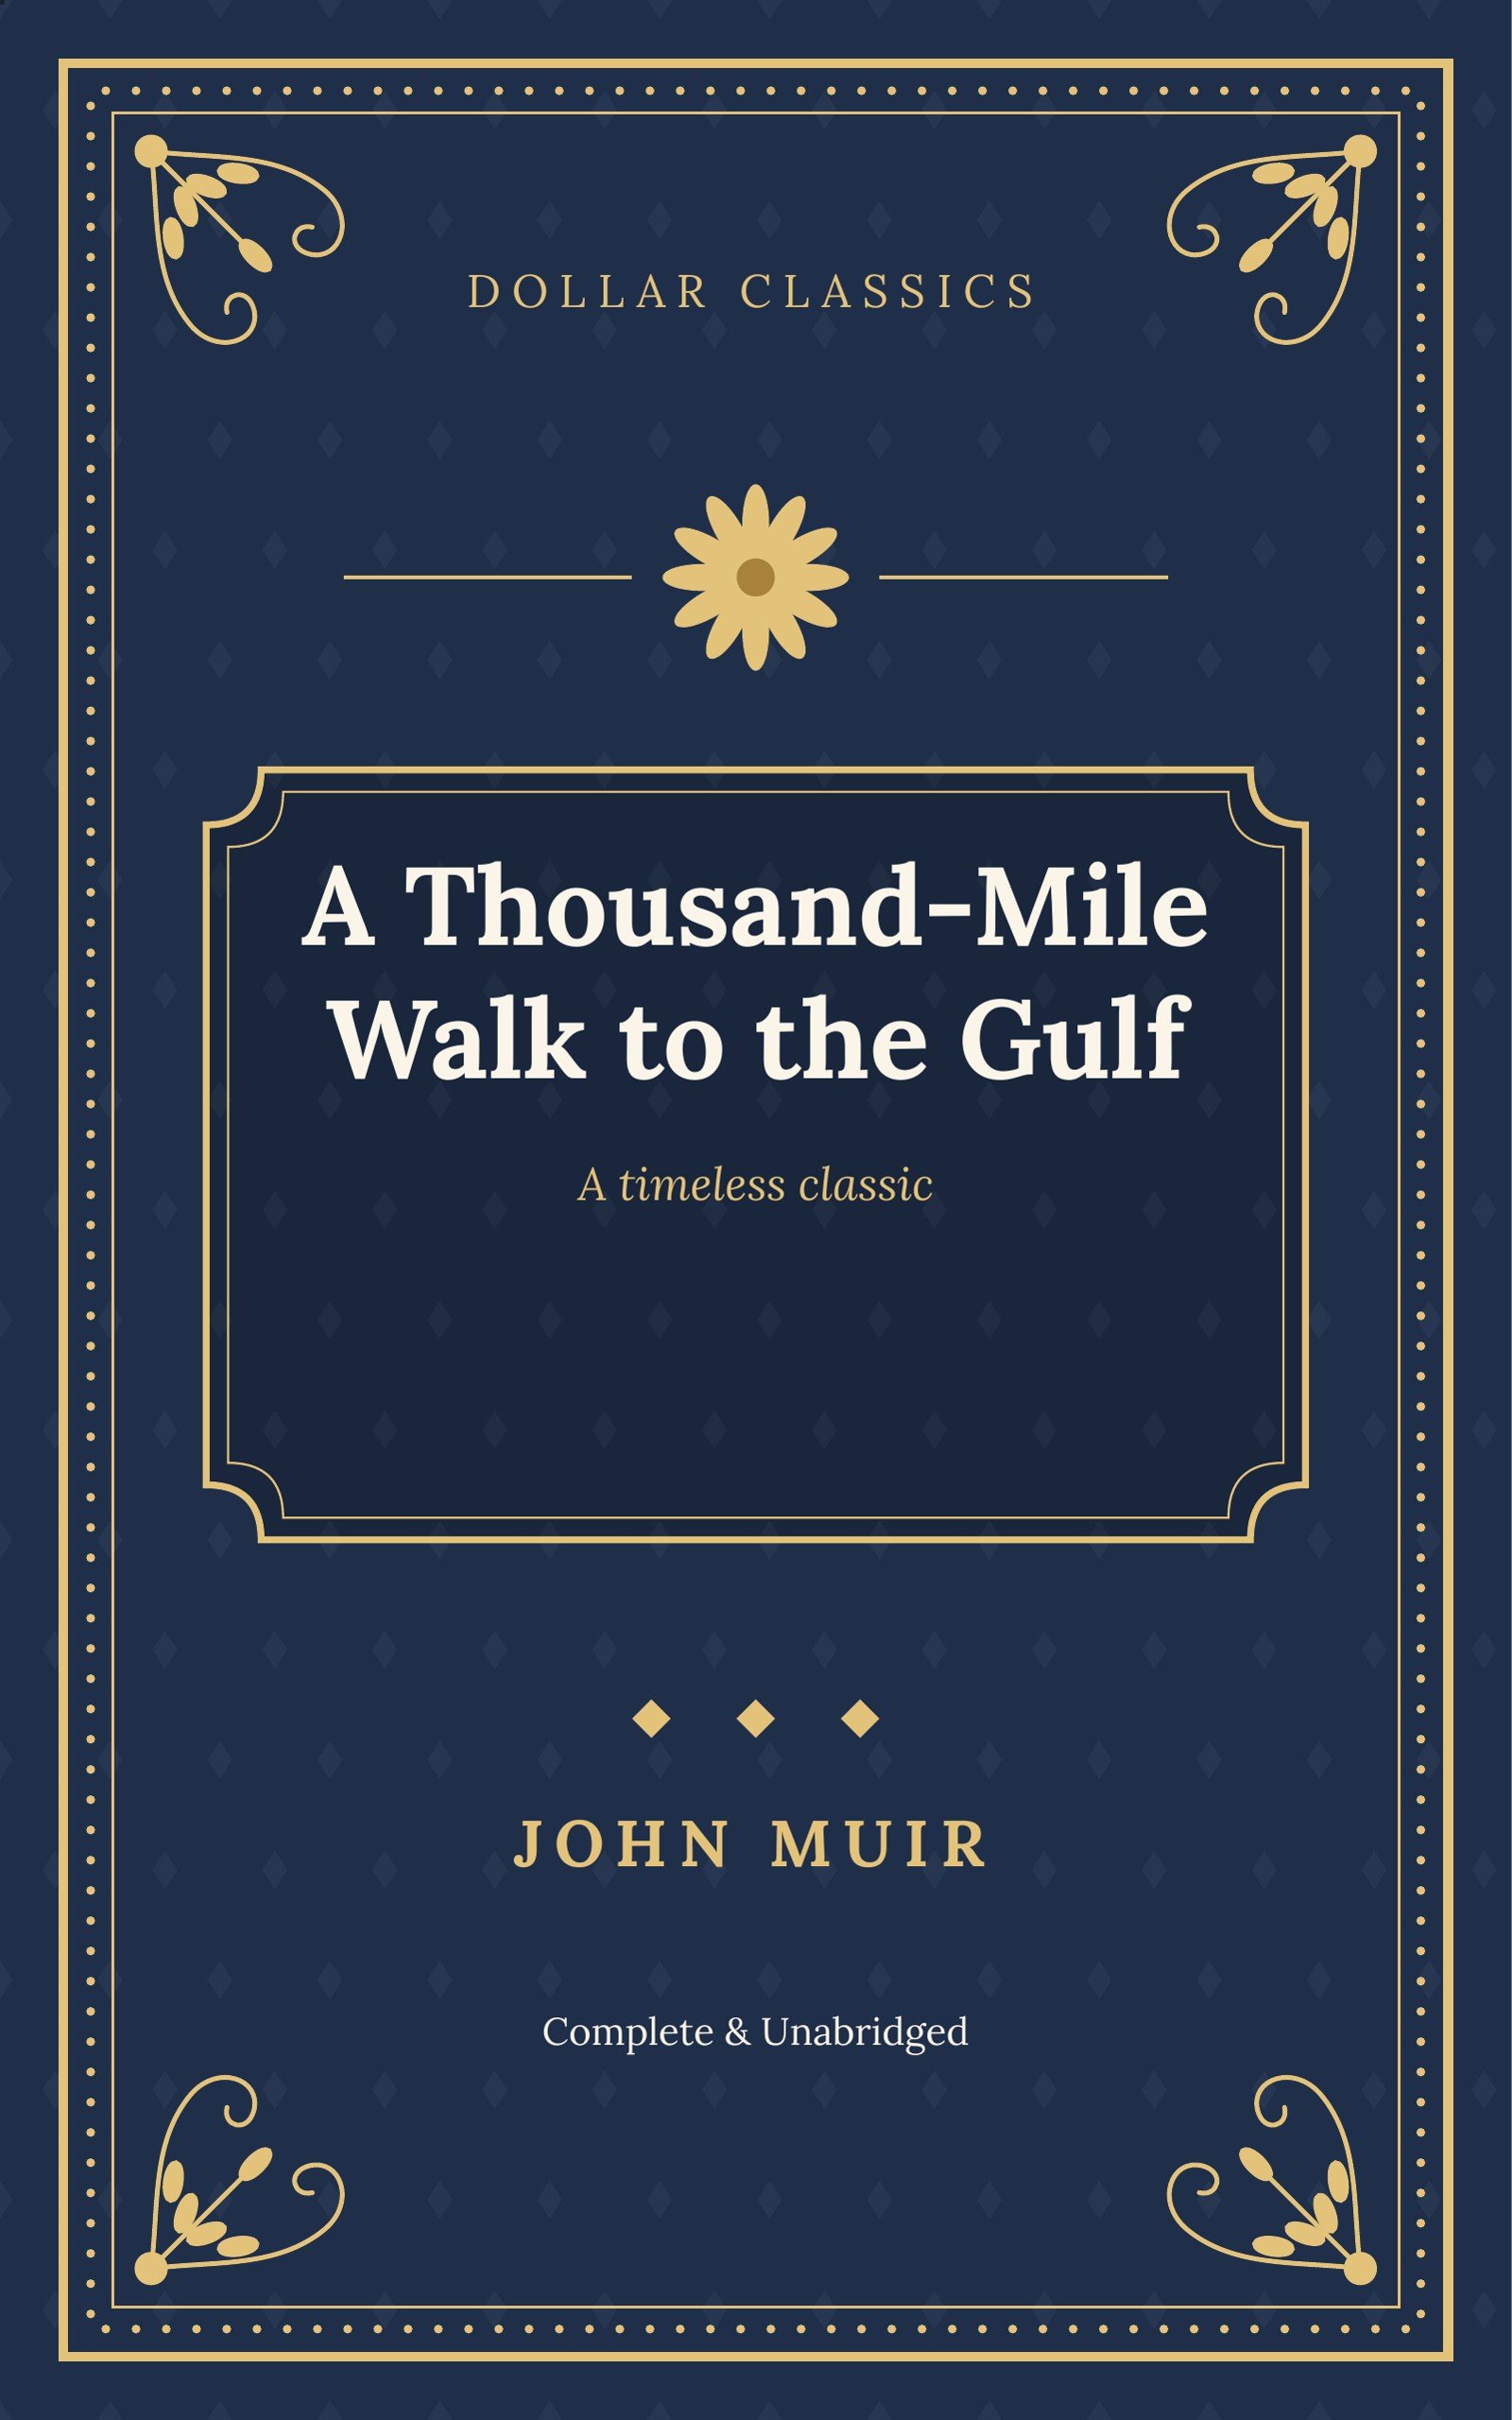 DOLLAR CLASSICS
A Thousand-Mile
Walk to the Gulf
A timeless classic
JOHN MUIR
Complete & Unabridged